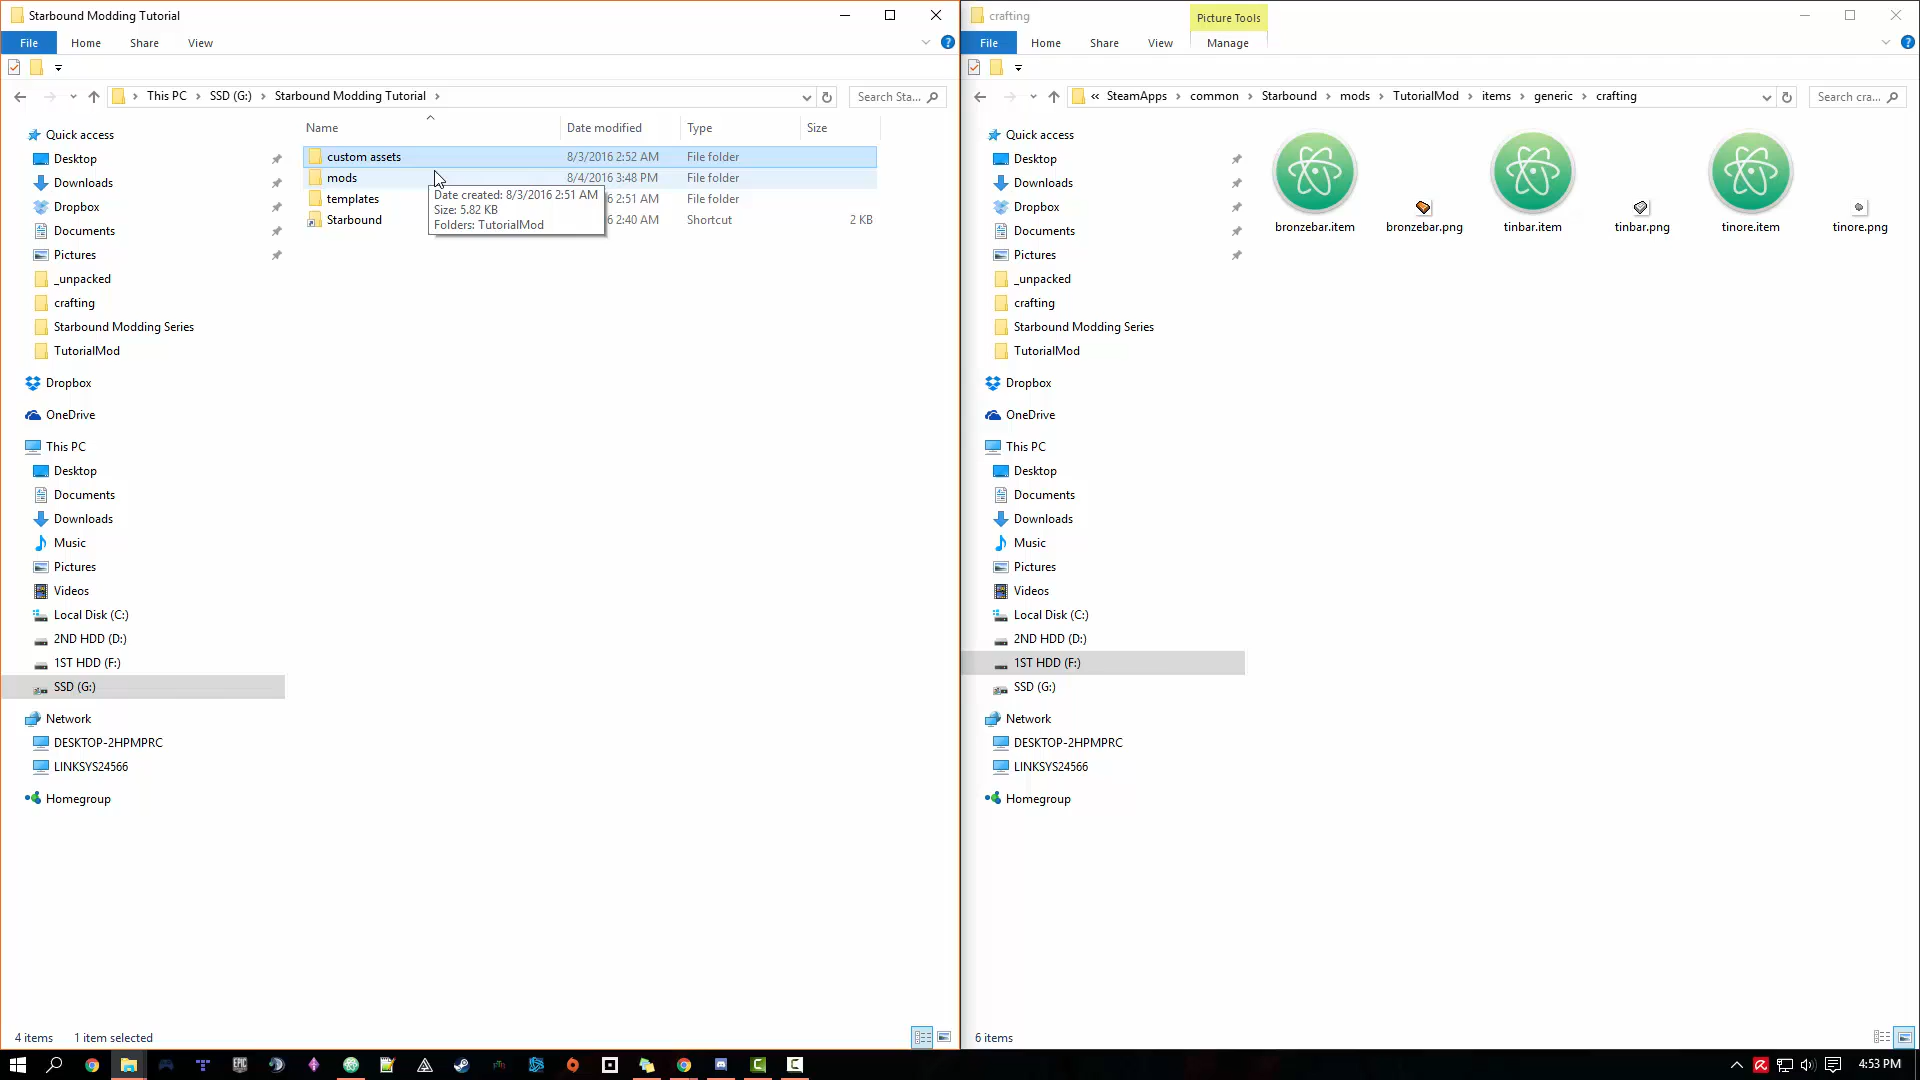 Starbound Modding Tutorial
File Home Share View
This PC SSD (G:) Starbound Modding Tutorial
Search Sta...
Quick access
Desktop
Downloads
Dropbox
Documents
Pictures
_unpacked
crafting
Starbound Modding Series
TutorialMod
Dropbox
OneDrive
This PC
Desktop
Documents
Downloads
Music
Pictures
Videos
Local Disk (C:)
2ND HDD (D:)
1ST HDD (F:)
SSD (G:)
Network
DESKTOP-2HPMPRC
LINKSYS24566
Homegroup
Name Date modified Type Size
custom assets 8/3/2016 2:52 AM File folder
mods 8/4/2016 3:48 PM File folder
templates 6 2:51 AM File folder
Starbound 6 2:40 AM Shortcut 2 KB
Date created: 8/3/2016 2:51 AM
Size: 5.82 KB
Folders: TutorialMod
4 items 1 item selected
crafting
Picture Tools
File Home Share View Manage
« SteamApps common Starbound mods TutorialMod items generic crafting
Search cra...
Quick access
Desktop
Downloads
Dropbox
Documents
Pictures
_unpacked
crafting
Starbound Modding Series
TutorialMod
Dropbox
OneDrive
This PC
Desktop
Documents
Downloads
Music
Pictures
Videos
Local Disk (C:)
2ND HDD (D:)
1ST HDD (F:)
SSD (G:)
Network
DESKTOP-2HPMPRC
LINKSYS24566
Homegroup
bronzebar.item bronzebar.png tinbar.item tinbar.png tinore.item tinore.png
6 items
EPIC
4:53 PM